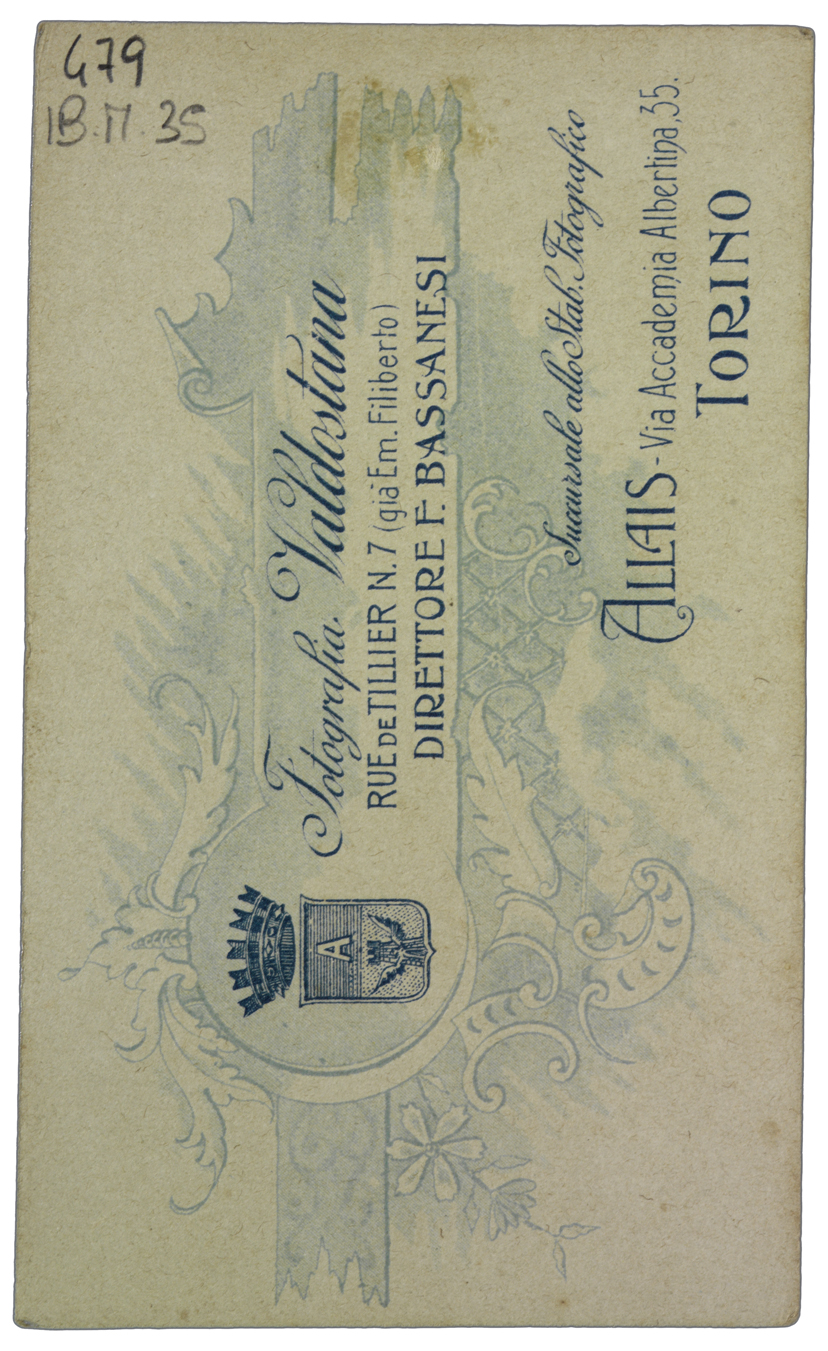 479
IB.M.35
Fotografia Valdostana
RUE DE TILLIER N. 7 (già Em. Filiberto)
DIRETTORE F. BASSANESI
A
Succursale allo Stab. Fotografico
ALLAIS - Via Accademia Albertina, 35.
TORINO